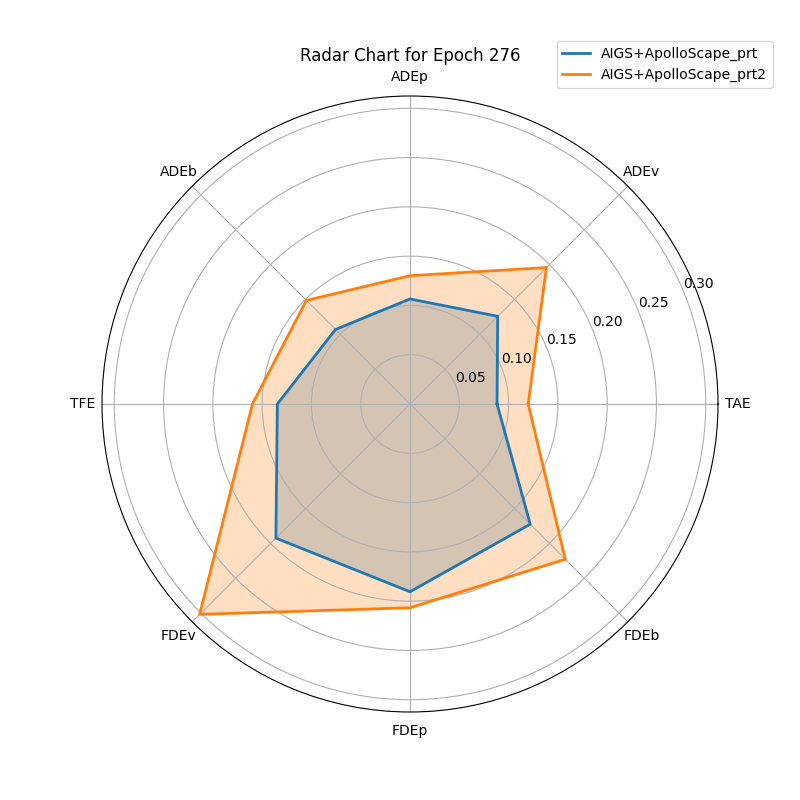 Radar Chart for Epoch 276
AIGS+ApolloScape_prt
AIGS+ApolloScape_prt2
ADEp
ADEb
ADEv
0.30
0.25
0.20
0.15
0.10
0.05
TFE
TAE
FDEv
FDEb
FDEp